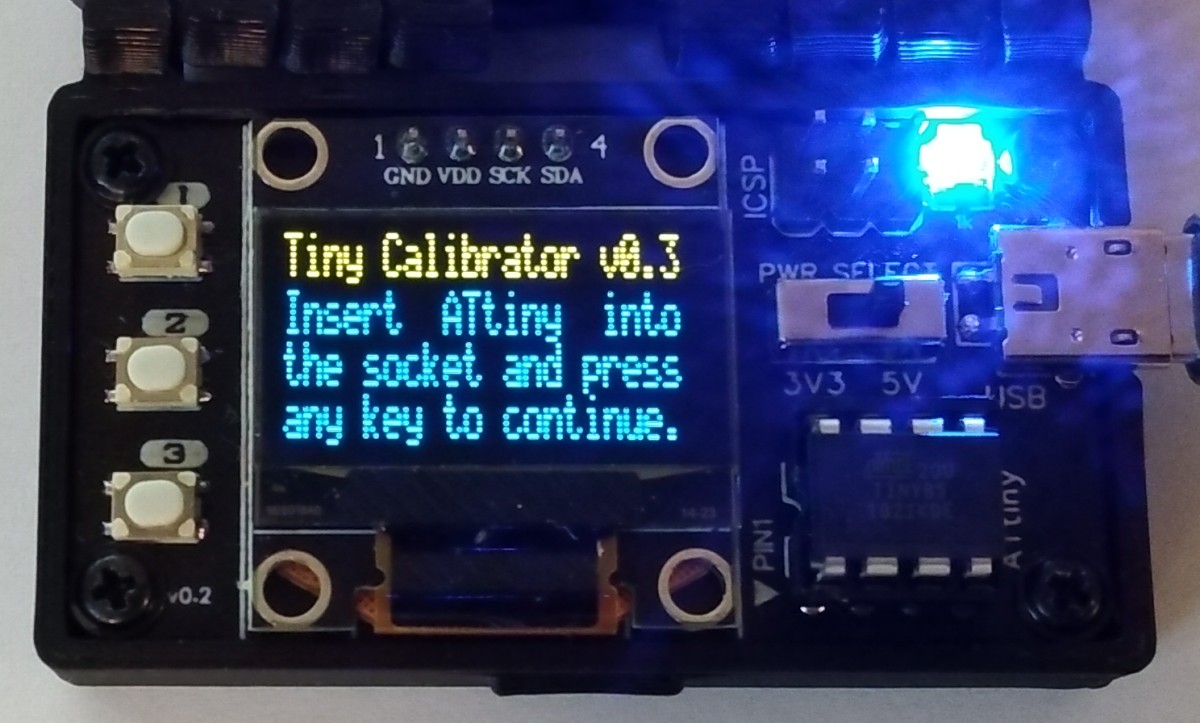 1 4
GND VDD SCK SDA
1
2
3
v0.2
Tiny Calibrator v0.3
Insert ATtiny into
the socket and press
any key to continue.
ICSP
PWR SELECT
3V3 5V
USB
PIN1
ATtiny